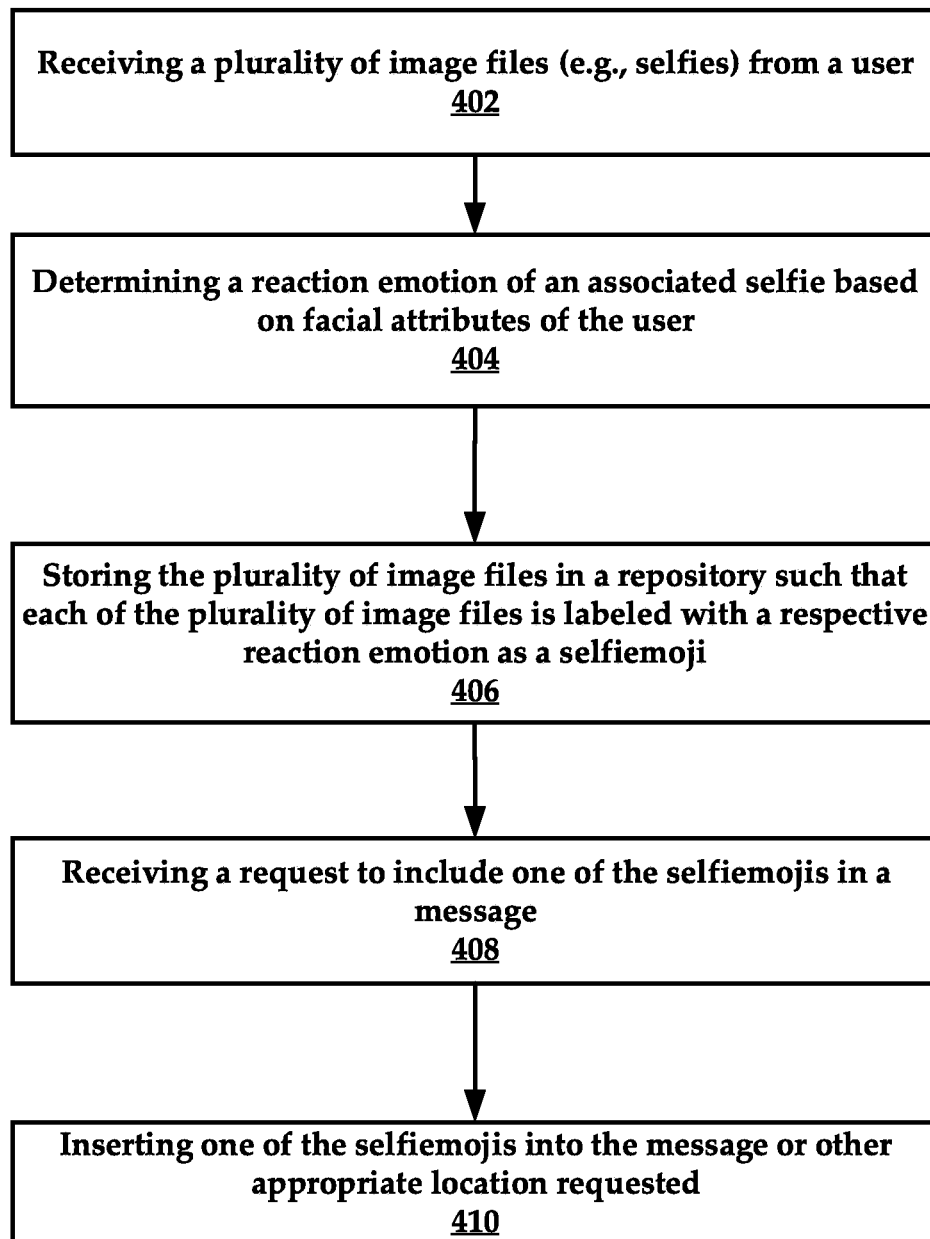 Receiving a plurality of image files (e.g., selfies) from a user
402
Determining a reaction emotion of an associated selfie based
on facial attributes of the user
404
Storing the plurality of image files in a repository such that
each of the plurality of image files is labeled with a respective
reaction emotion as a selfiemoji
406
Receiving a request to include one of the selfiemojis in a
message
408
Inserting one of the selfiemojis into the message or other
appropriate location requested
410